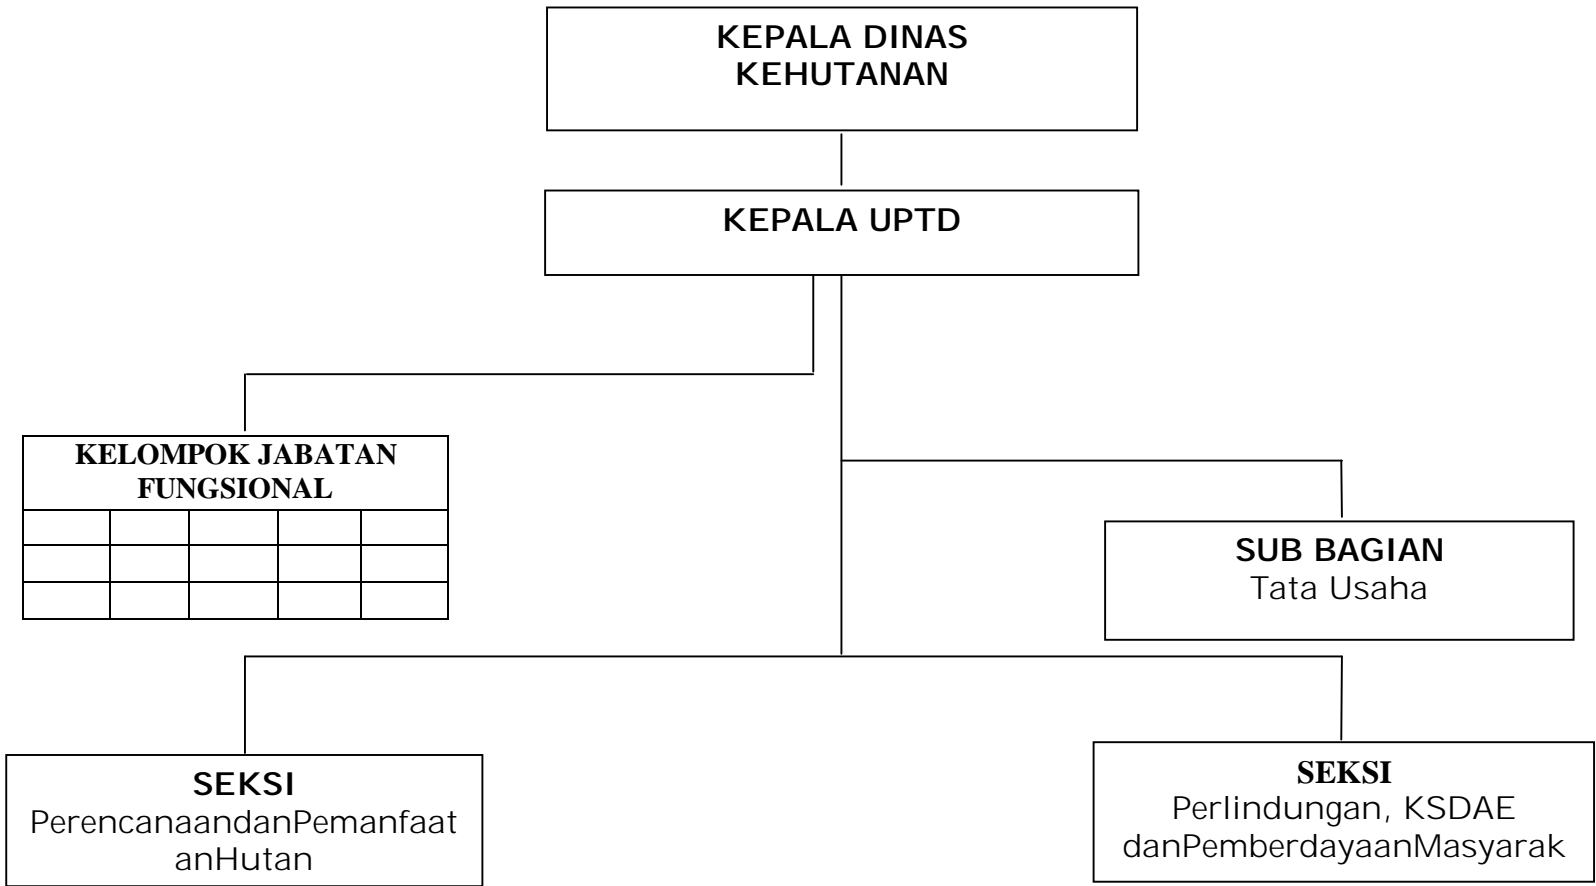 KEPALA DINAS
KEHUTANAN
KEPALA UPTD
KELOMPOK JABATAN
FUNGSIONAL
SUB BAGIAN
Tata Usaha
SEKSI
PerencanaandanPemanfaat
anHutan
SEKSI
Perlindungan, KSDAE
danPemberdayaanMasyarak